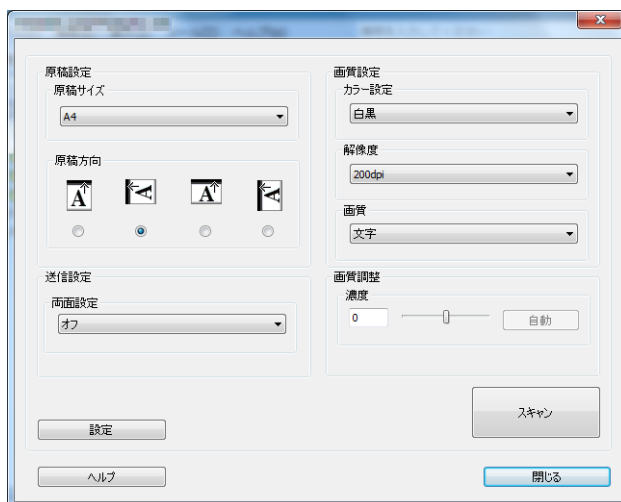 原稿設定
原稿サイズ
A4
原稿方向
A A A A
送信設定
両面設定
オフ
画質設定
カラー設定
白黒
解像度
200dpi
画質
文字
画質調整
濃度
0
自動
スキャン
設定
ヘルプ
閉じる